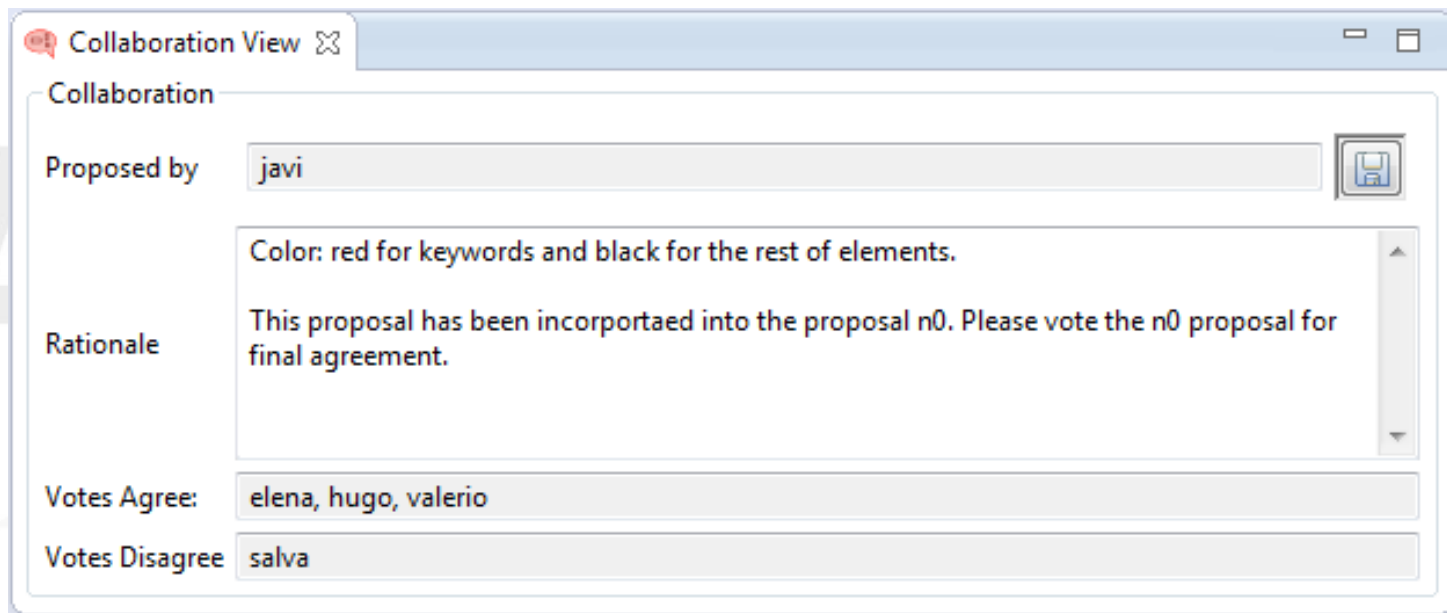 Collaboration View
Collaboration
Proposed by
javi
Rationale
Color: red for keywords and black for the rest of elements.
This proposal has been incorportaed into the proposal n0. Please vote the n0 proposal for
final agreement.
Votes Agree:
elena, hugo, valerio
Votes Disagree
salva